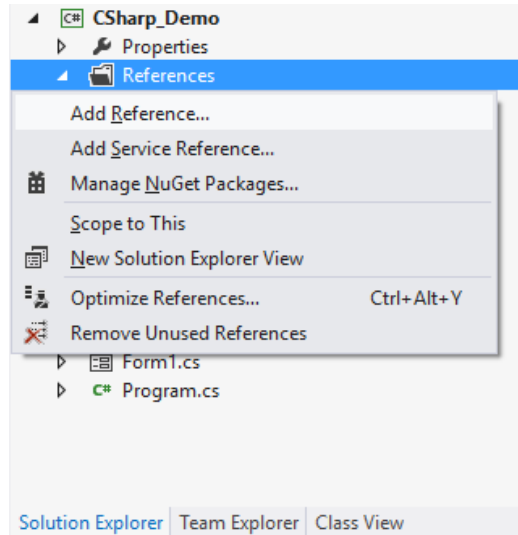 C# CSharp_Demo
Properties
References
Add Reference...
Add Service Reference...
Manage NuGet Packages...
Scope to This
New Solution Explorer View
Optimize References... Ctrl+Alt+Y
Remove Unused References
Form1.cs
C# Program.cs
Solution Explorer Team Explorer Class View